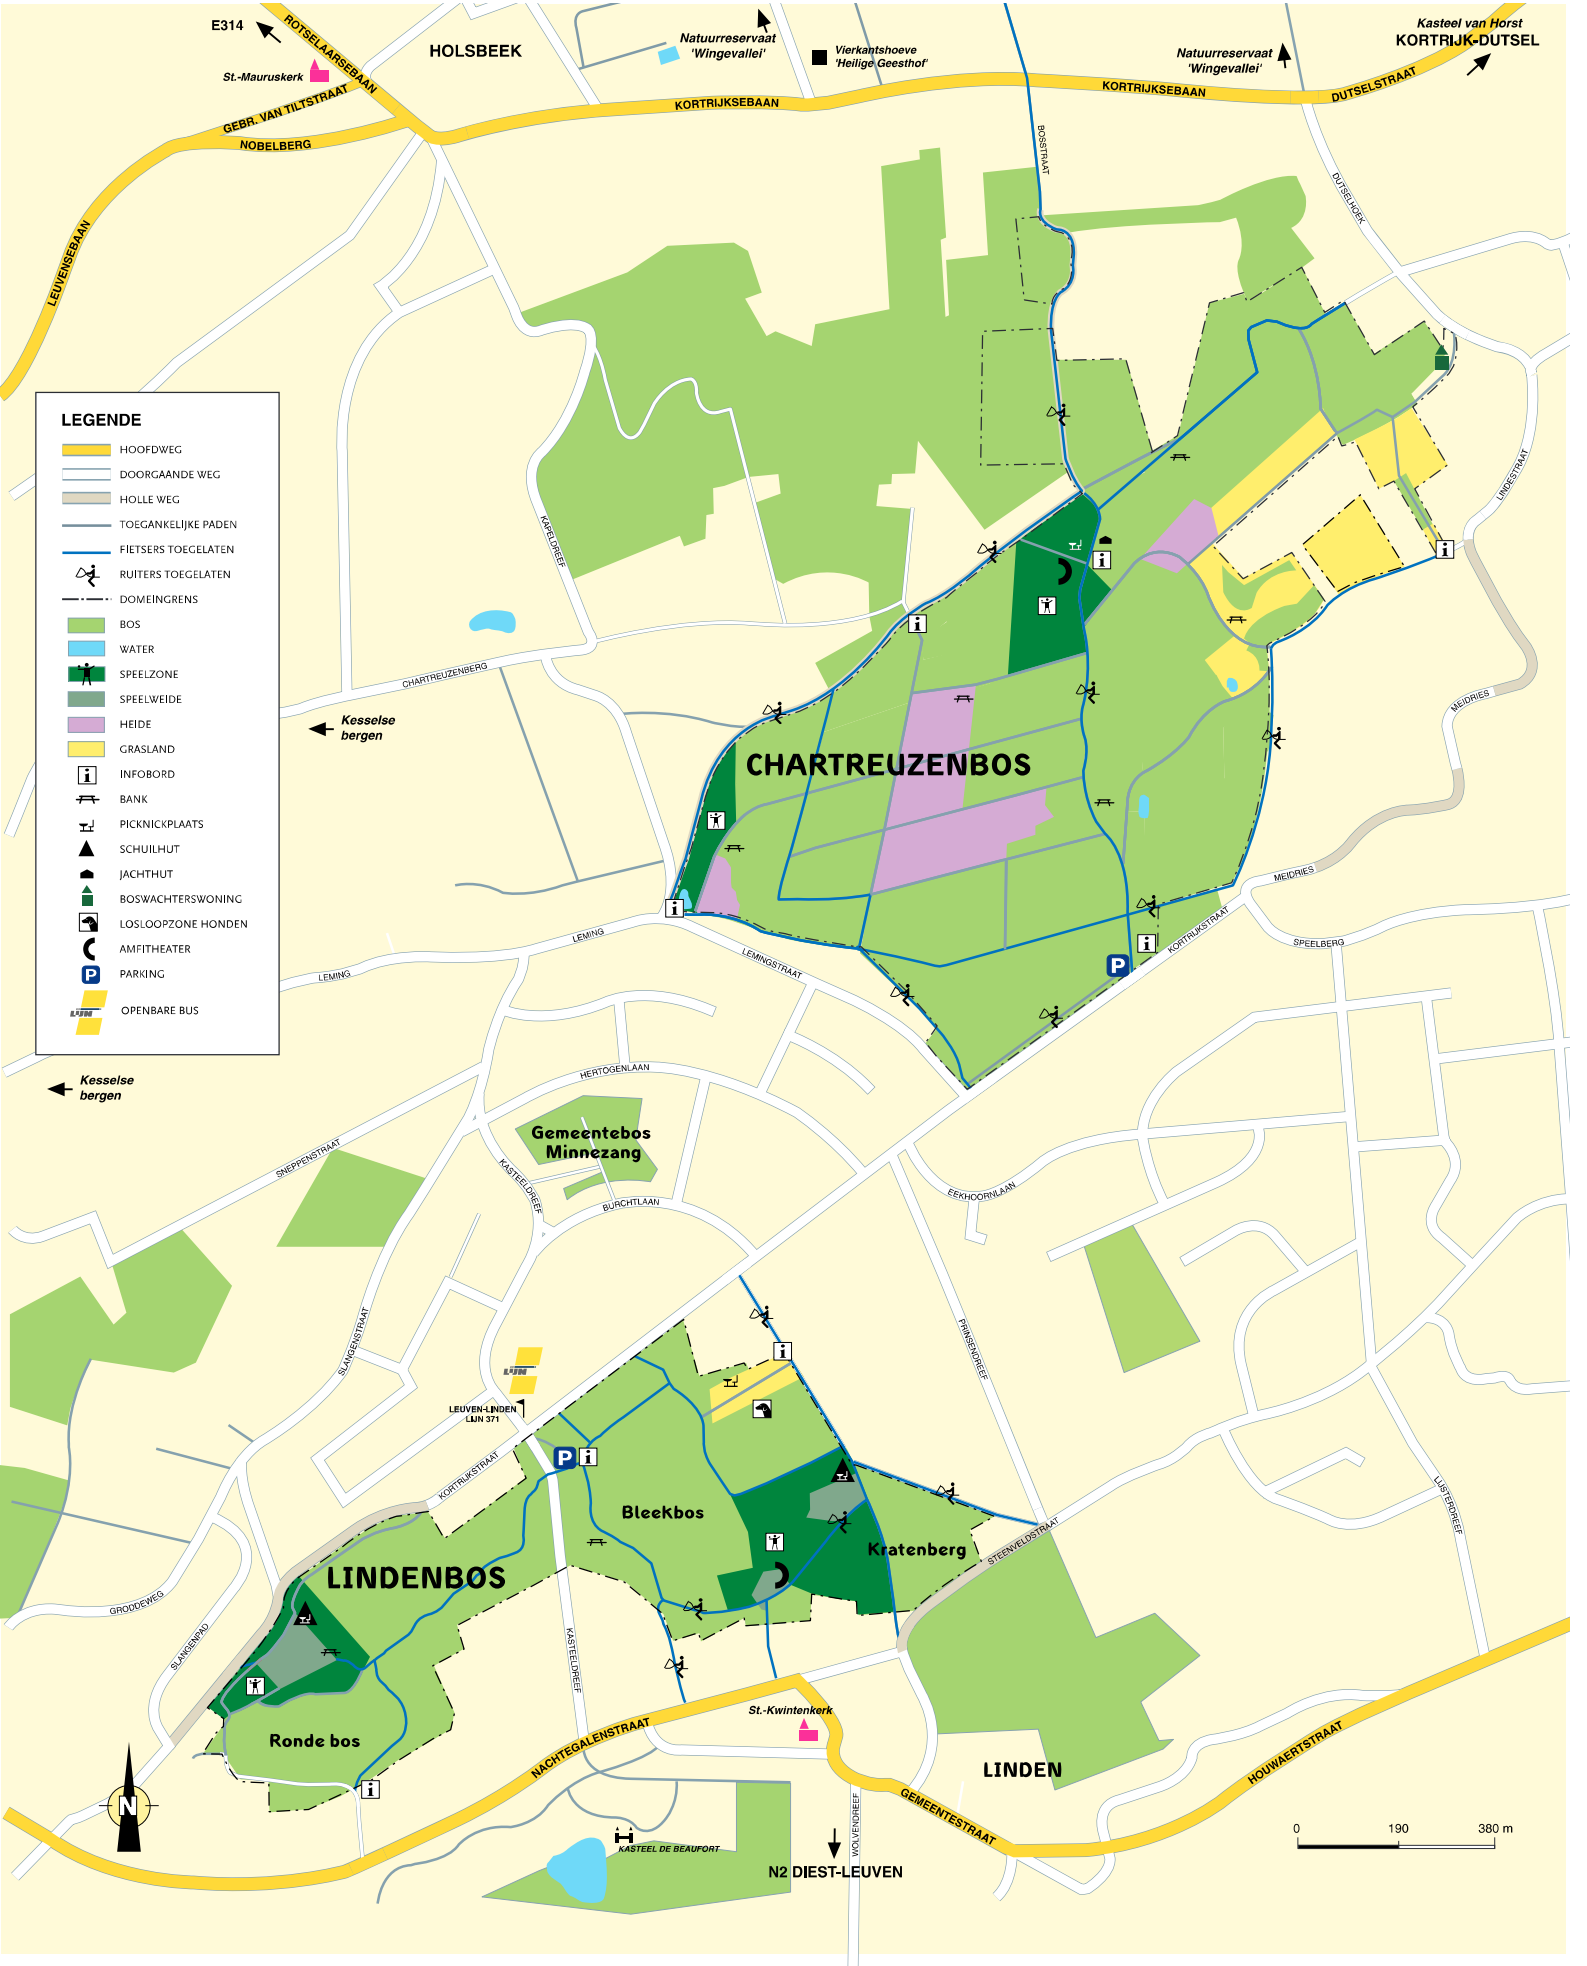 E314
ROTSELAARSEBAAN
HOLSBEEK
Natuurreservaat
'Wingevallei'
Vierkantshoeve
'Heilige Geesthof'
Natuurreservaat
'Wingevallei'
Kasteel van Horst
KORTRIJK-DUTSEL
St.-Mauruskerk
GEBR. VAN TILTSTRAAT
NOBELBERG
KORTRIJKSEBAAN
KORTRIJKSEBAAN
DUTSELSTRAAT
BOSSTRAAT
DUTSELHOEK
LEUVENSEBAAN
LEGENDE
HOOFDWEG
DOORGAANDE WEG
HOLLE WEG
TOEGANKELIJKE PADEN
FIETSERS TOEGELATEN
RUITERS TOEGELATEN
DOMEINGRENS
BOS
WATER
SPEELZONE
SPEELWEIDE
HEIDE
GRASLAND
i INFOBORD
BANK
PICKNICKPLAATS
SCHUILHUT
JACHTHUT
BOSWACHTERSWONING
LOSLOOPZONE HONDEN
AMFITHEATER
P PARKING
LIJN OPENBARE BUS
KAPELDREEF
LINDESTRAAT
i
i
i
CHARTREUZENBERG
Kesselse
bergen
MEIDRIES
CHARTREUZENBOS
MEIDRIES
i
LEMING
LEMING
LEMINGSTRAAT
i
P
KORTRIJKSTRAAT
SPEELBERG
Kesselse
bergen
HERTOGENLAAN
Gemeentebos
Minnezang
SNEPPENSTRAAT
KASTEELDREEF
BURCHTLAAN
EEKHOORNLAAN
SLANGENSTRAAT
PRINSENDREEF
i
LIJN
LEUVEN-LINDEN
LIJN 371
P i
KORTRIJKSTRAAT
Bleekbos
Kratenberg
STEENVELDSTRAAT
LIJSTERDREEF
LINDENBOS
GRODDEWEG
SLANGENPAD
KASTEELDREEF
Ronde bos
i
N
St.-Kwintenkerk
NACHTEGALENSTRAAT
LINDEN
HOUWAERTSTRAAT
GEMEENTESTRAAT
WOLVENDREEF
KASTEEL DE BEAUFORT
N2 DIEST-LEUVEN
0 190 380 m